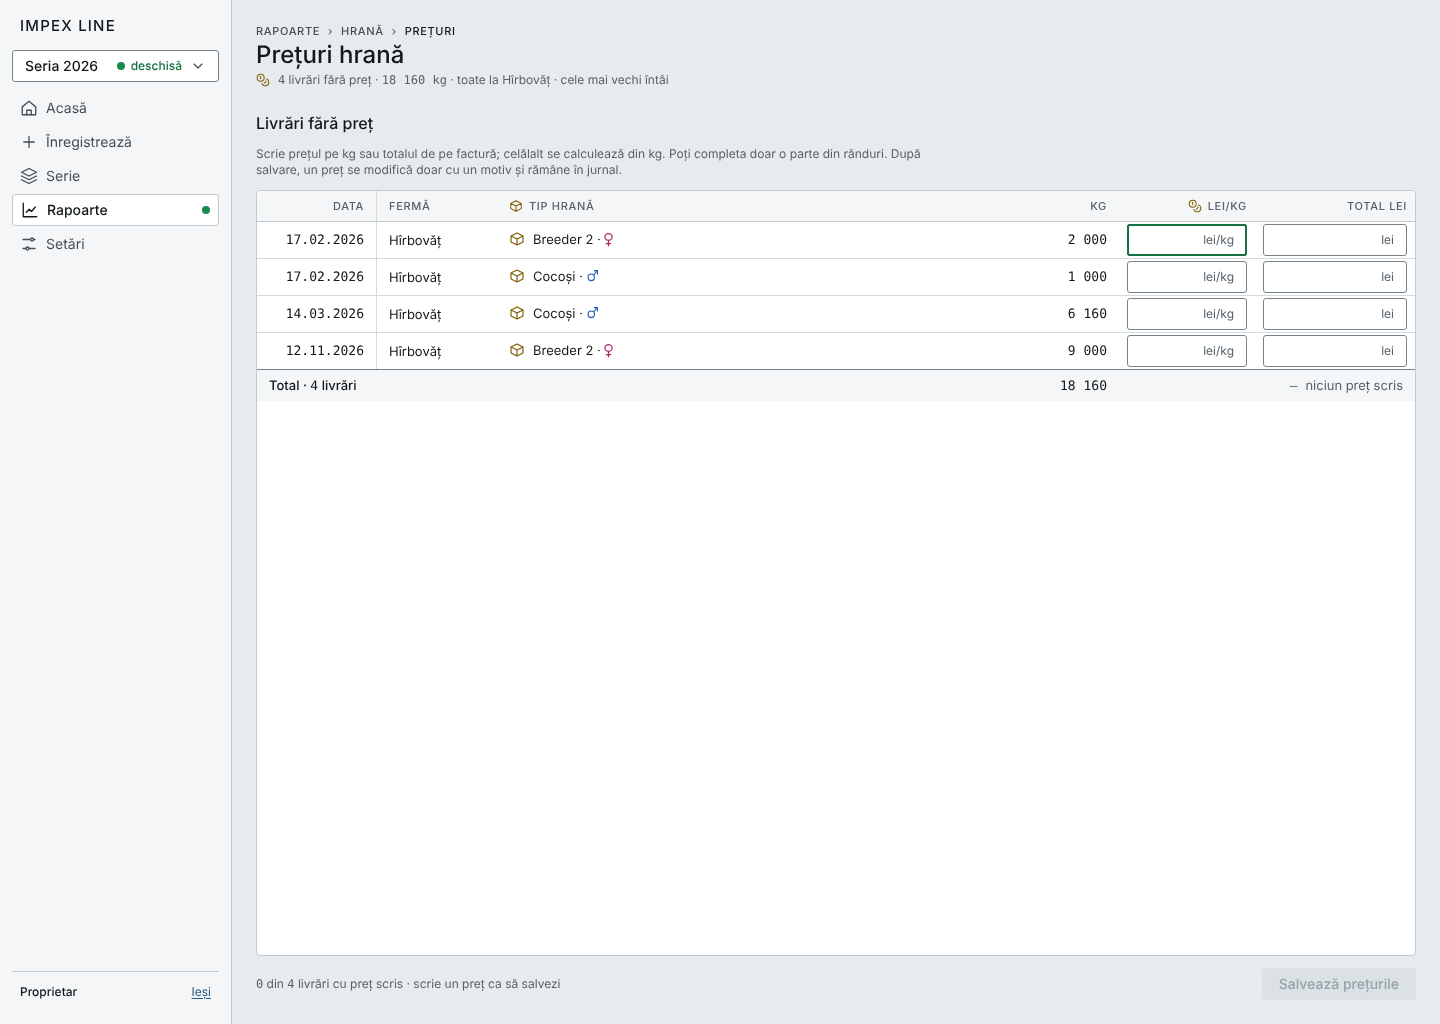 IMPEX LINE
Seria 2026 deschisă
Acasă
Înregistrează
Serie
Rapoarte
Setări
Proprietar Ieși
RAPOARTE › HRANĂ › PREȚURI
Prețuri hrană
4 livrări fără preț · 18 160 kg · toate la Hîrbovăț · cele mai vechi întâi
Livrări fără preț
Scrie prețul pe kg sau totalul de pe factură; celălalt se calculează din kg. Poți completa doar o parte din rânduri. După
salvare, un preț se modifică doar cu un motiv și rămâne în jurnal.
DATA FERMĂ TIP HRANĂ KG LEI/KG TOTAL LEI
17.02.2026 Hîrbovăț Breeder 2 · ♀ 2 000 lei/kg lei
17.02.2026 Hîrbovăț Cocoși · ♂ 1 000 lei/kg lei
14.03.2026 Hîrbovăț Cocoși · ♂ 6 160 lei/kg lei
12.11.2026 Hîrbovăț Breeder 2 · ♀ 9 000 lei/kg lei
Total · 4 livrări 18 160 — niciun preț scris
0 din 4 livrări cu preț scris · scrie un preț ca să salvezi
Salvează prețurile